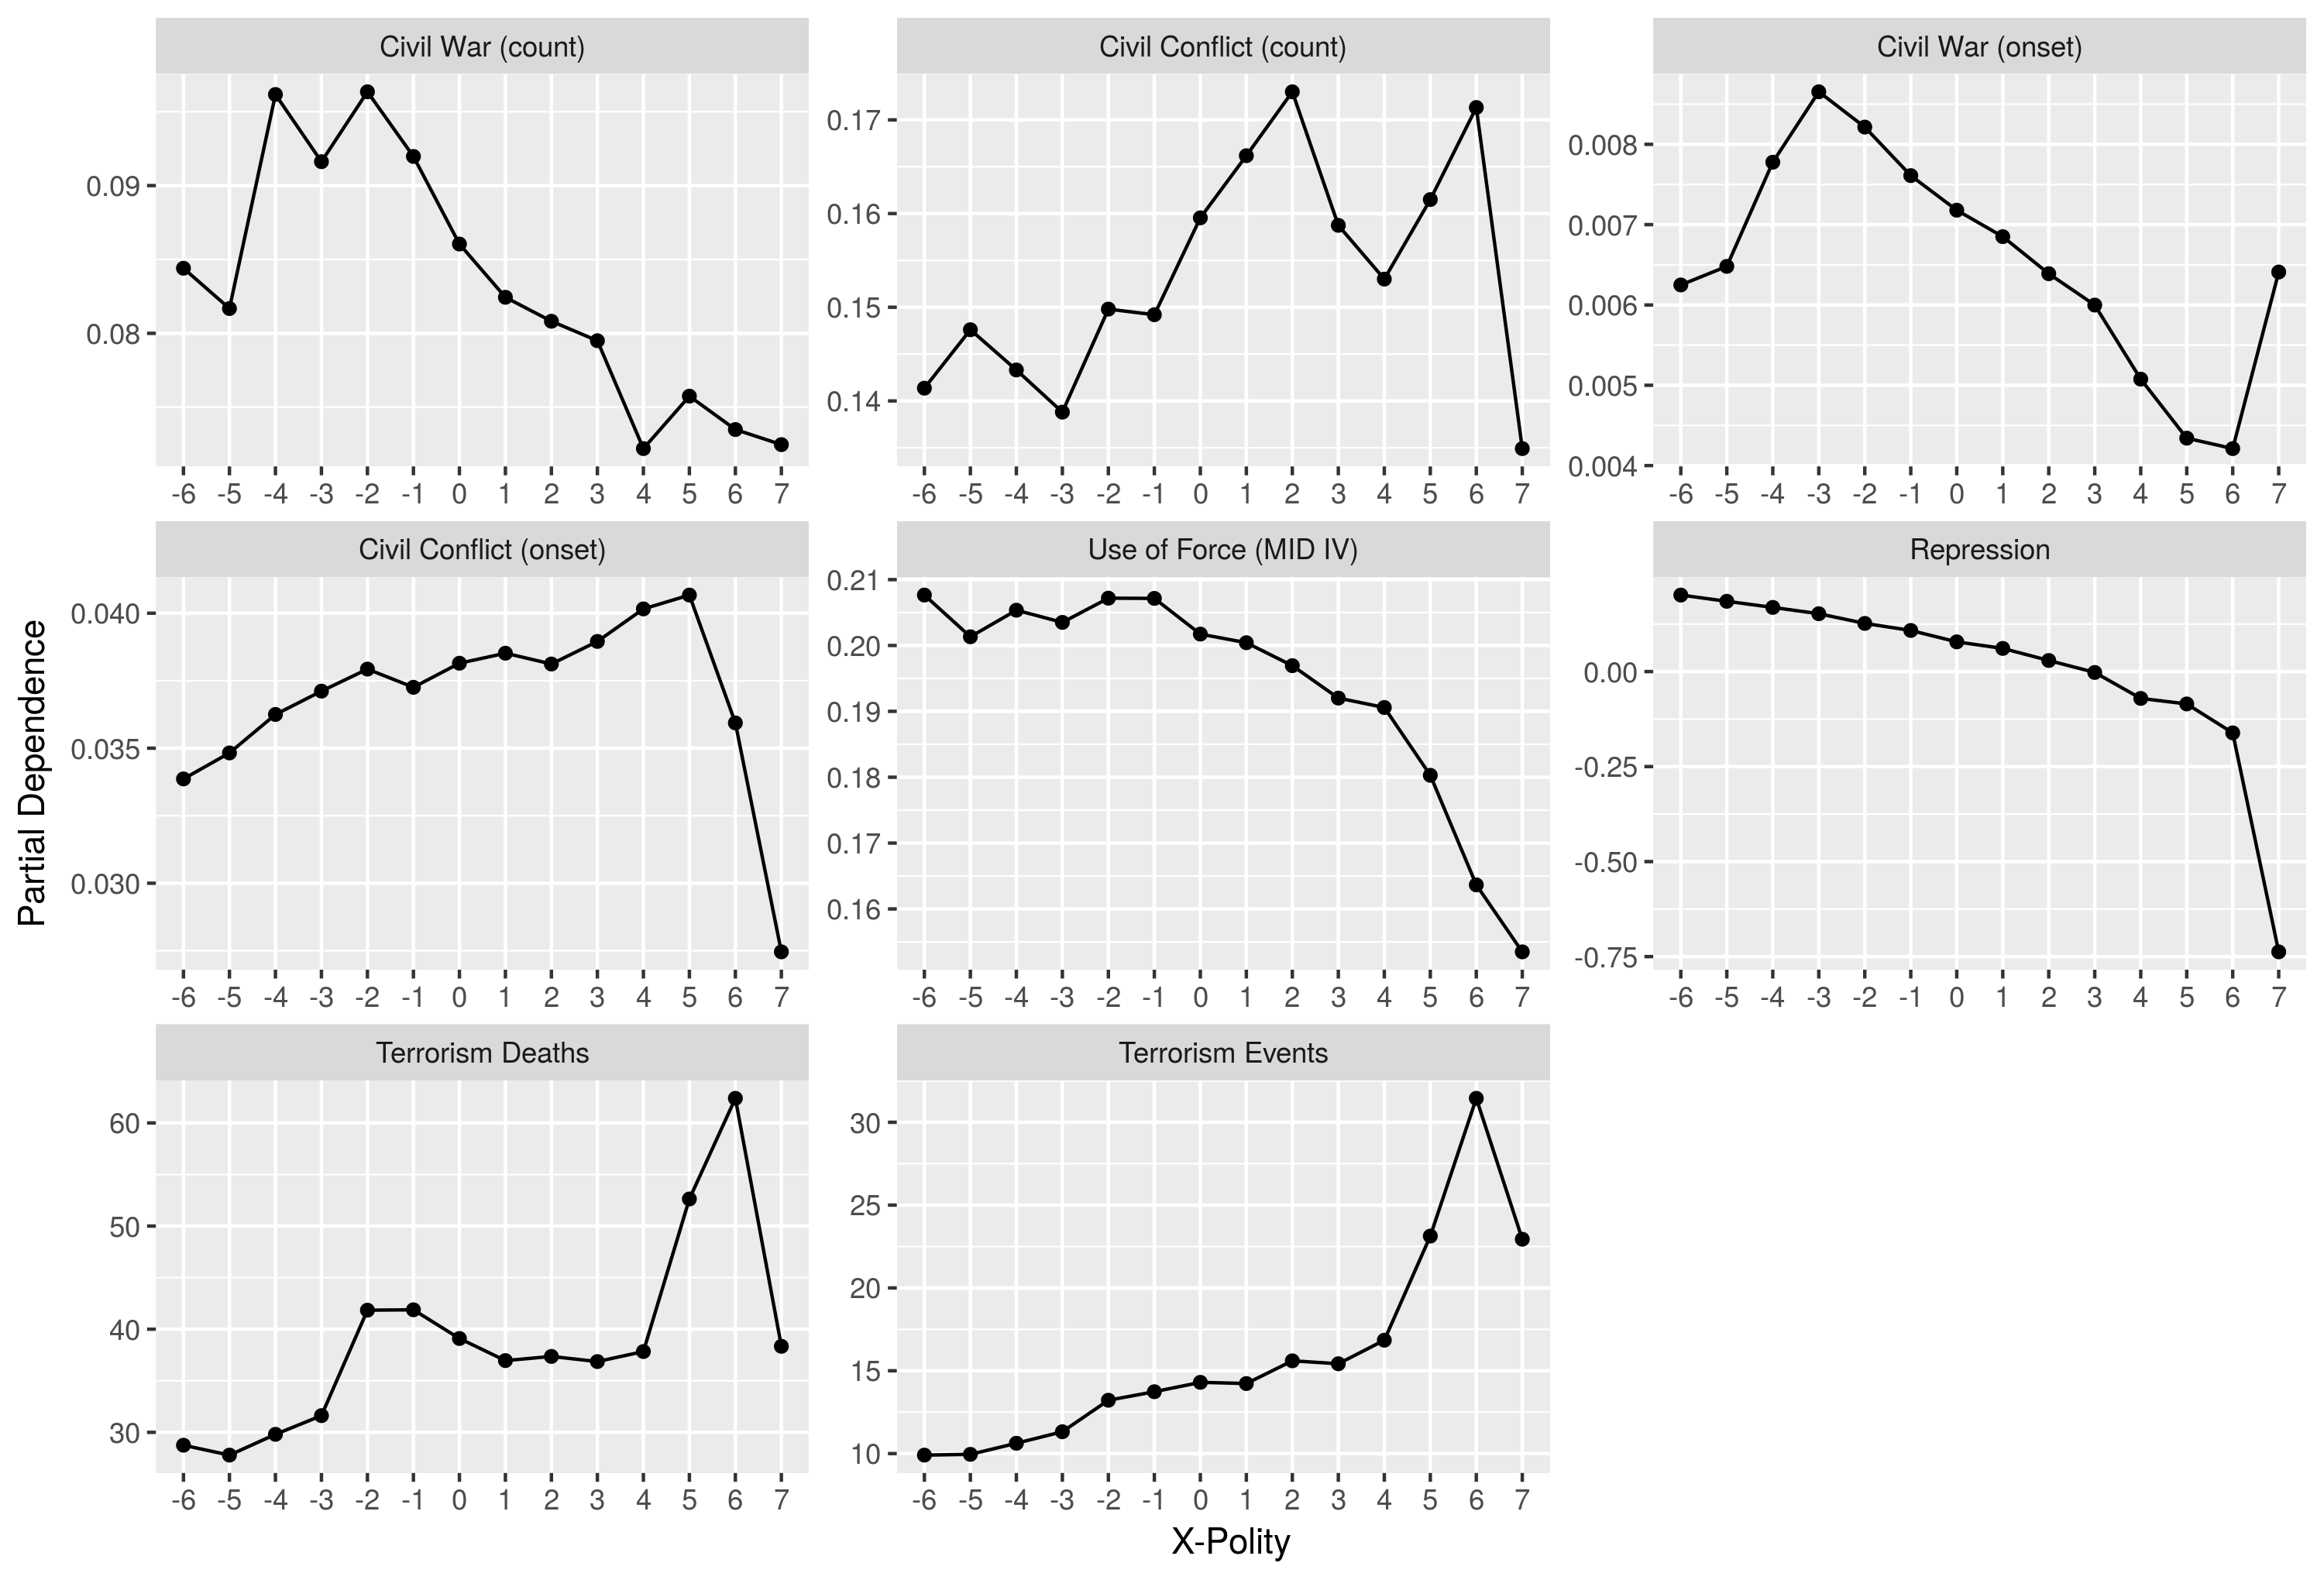 Civil War (count)
Civil Conflict (count)
Civil War (onset)
0.09
0.08
-6 -5 -4 -3 -2 -1 0 1 2 3 4 5 6 7
0.17
0.16
0.15
0.14
-6 -5 -4 -3 -2 -1 0 1 2 3 4 5 6 7
0.008
0.007
0.006
0.005
0.004
-6 -5 -4 -3 -2 -1 0 1 2 3 4 5 6 7
Civil Conflict (onset)
Use of Force (MID IV)
Repression
Partial Dependence
0.040
0.035
0.030
-6 -5 -4 -3 -2 -1 0 1 2 3 4 5 6 7
0.21
0.20
0.19
0.18
0.17
0.16
-6 -5 -4 -3 -2 -1 0 1 2 3 4 5 6 7
0.00
-0.25
-0.50
-0.75
-6 -5 -4 -3 -2 -1 0 1 2 3 4 5 6 7
Terrorism Deaths
Terrorism Events
60
50
40
30
-6 -5 -4 -3 -2 -1 0 1 2 3 4 5 6 7
30
25
20
15
10
-6 -5 -4 -3 -2 -1 0 1 2 3 4 5 6 7
X-Polity